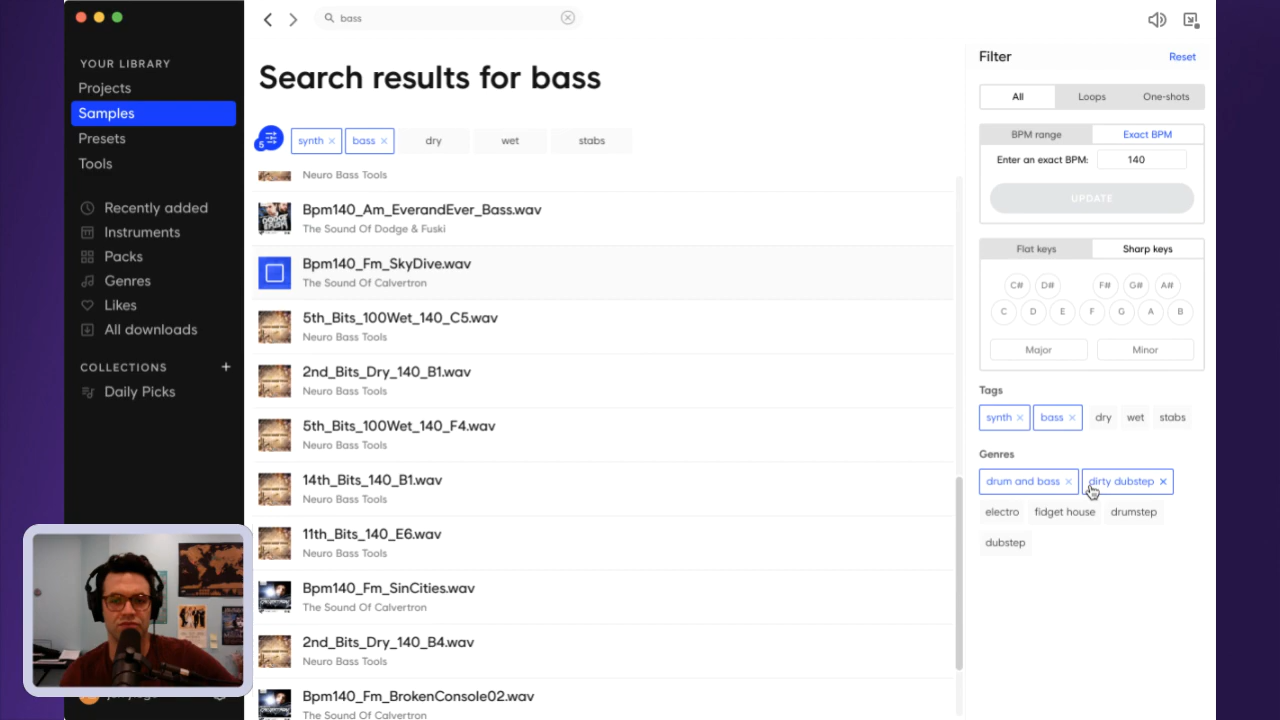 bass
YOUR LIBRARY
Projects
Samples
Presets
Tools
Recently added
Instruments
Packs
Genres
Likes
All downloads
COLLECTIONS +
Daily Picks
Search results for bass
5
synth × bass × dry wet stabs
Neuro Bass Tools
Bpm140_Am_EverandEver_Bass.wav
The Sound Of Dodge & Fuski
Bpm140_Fm_SkyDive.wav
The Sound Of Calvertron
5th_Bits_100Wet_140_C5.wav
Neuro Bass Tools
2nd_Bits_Dry_140_B1.wav
Neuro Bass Tools
5th_Bits_100Wet_140_F4.wav
Neuro Bass Tools
14th_Bits_140_B1.wav
Neuro Bass Tools
11th_Bits_140_E6.wav
Neuro Bass Tools
Bpm140_Fm_SinCities.wav
The Sound Of Calvertron
2nd_Bits_Dry_140_B4.wav
Neuro Bass Tools
Bpm140_Fm_BrokenConsole02.wav
The Sound Of Calvertron
Filter Reset
All Loops One-shots
BPM range Exact BPM
Enter an exact BPM: 140
UPDATE
Flat keys Sharp keys
C# D# F# G# A#
C D E F G A B
Major Minor
Tags
synth × bass × dry wet stabs
Genres
drum and bass × dirty dubstep ×
electro fidget house drumstep
dubstep